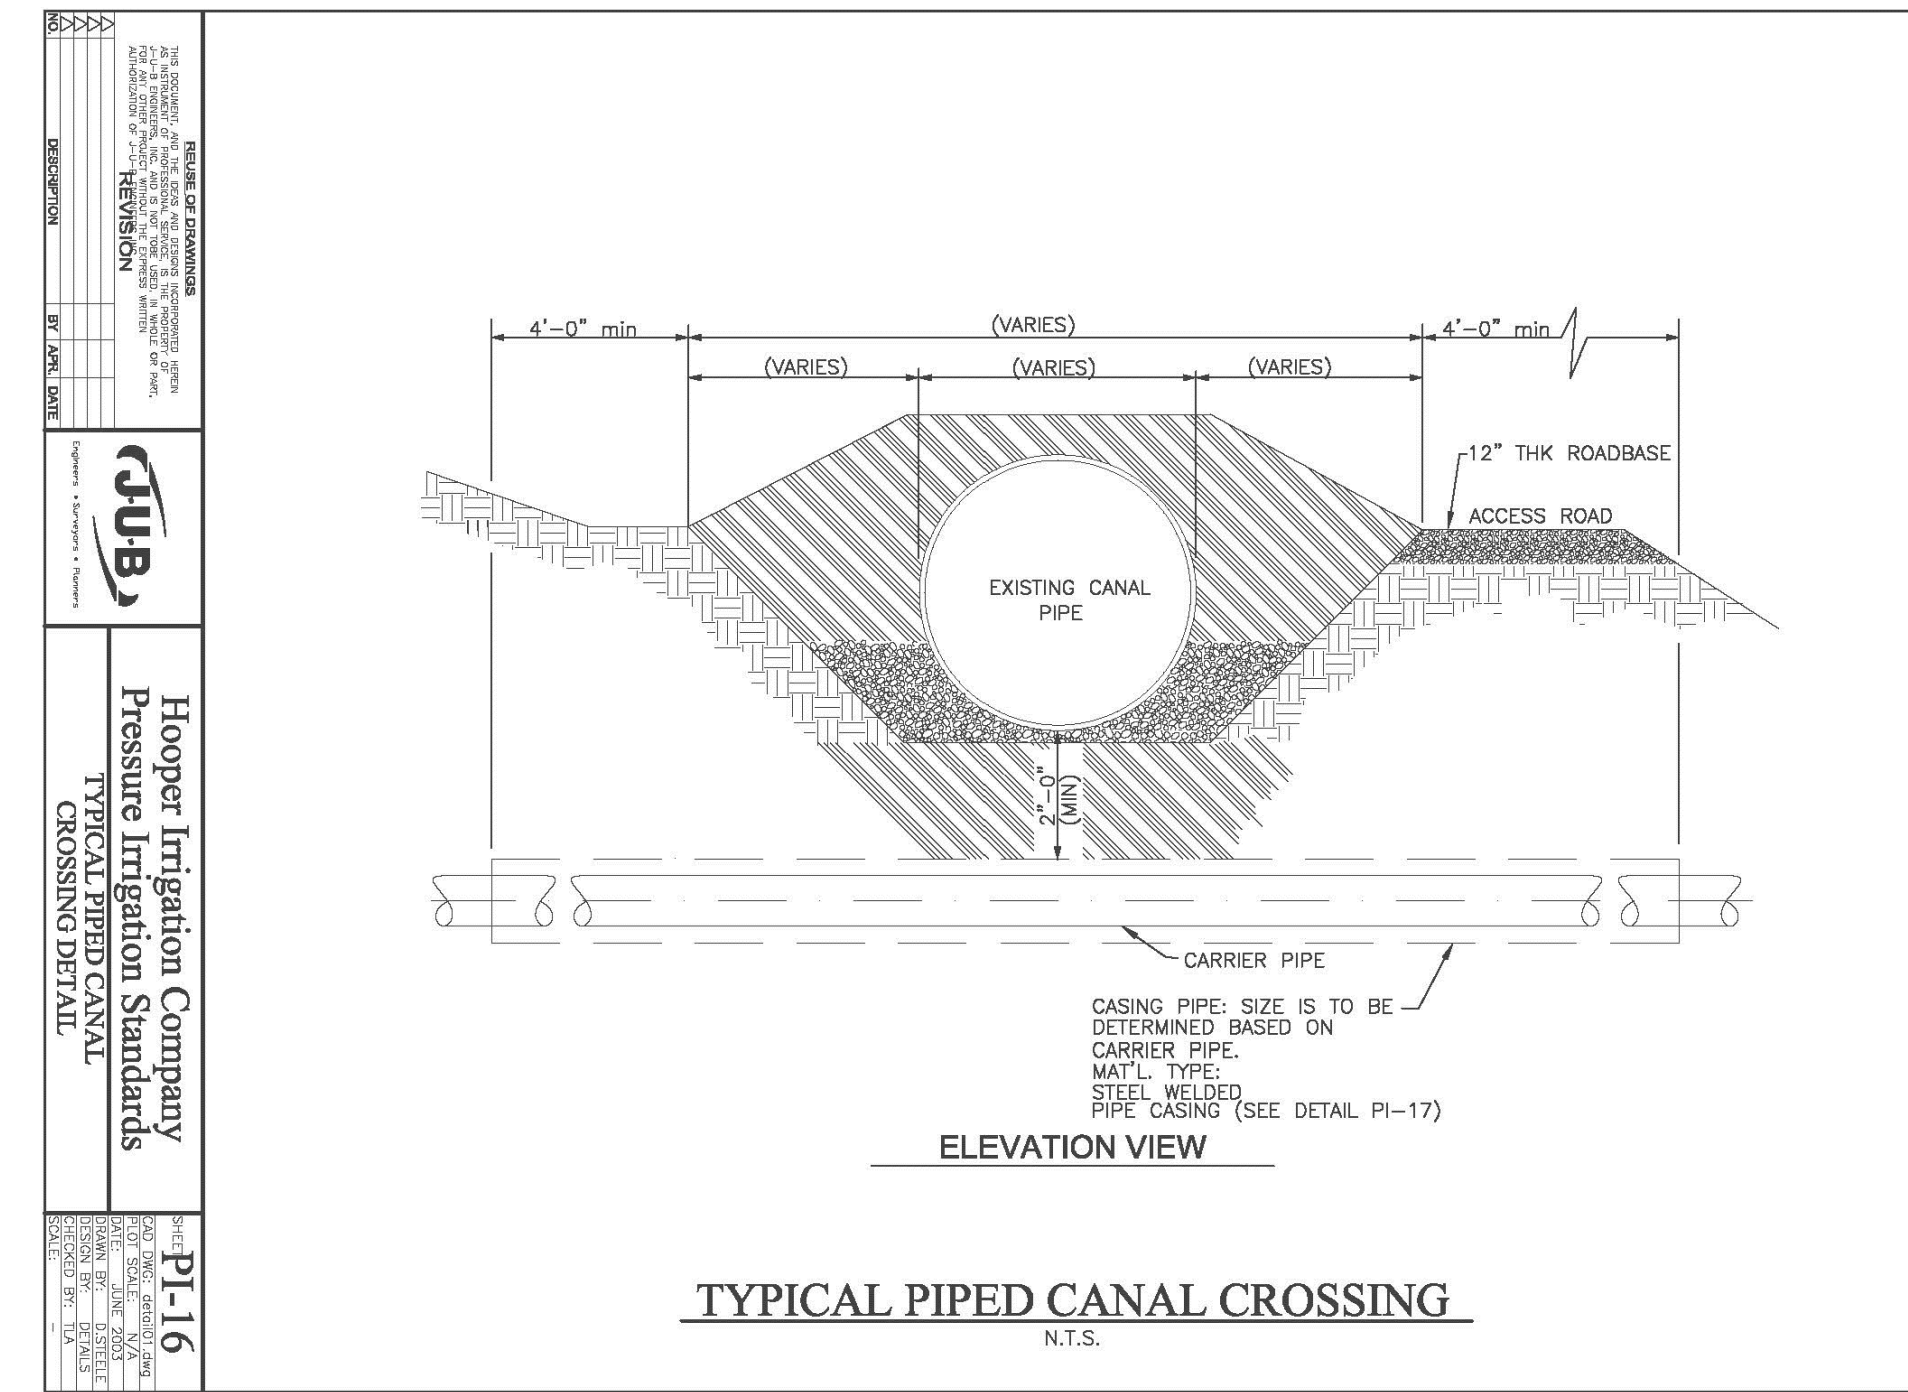 4'-0" min
(VARIES)
4'-0" min
(VARIES)
(VARIES)
(VARIES)
12" THK ROADBASE
ACCESS ROAD
EXISTING CANAL
PIPE
2"-0"
(MIN)
CARRIER PIPE
CASING PIPE: SIZE IS TO BE
DETERMINED BASED ON
CARRIER PIPE.
MAT'L. TYPE:
STEEL WELDED
PIPE CASING (SEE DETAIL PI-17)
ELEVATION VIEW
TYPICAL PIPED CANAL CROSSING
N.T.S.
REUSE OF DRAWINGS
THIS DOCUMENT, AND THE IDEAS AND DESIGNS INCORPORATED HEREIN
AS INSTRUMENT OF PROFESSIONAL SERVICE, IS THE PROPERTY OF
J-U-B ENGINEERS, INC. AND IS NOT TOBE USED, IN WHOLE OR PART,
FOR ANY OTHER PROJECT WITHOUT THE EXPRESS WRITTEN
AUTHORIZATION OF J-U-B ENGINEERS, INC.
REVISION
NO. DESCRIPTION BY APR. DATE
J·U·B
Engineers • Surveyors • Planners
Hooper Irrigation Company
Pressure Irrigation Standards
TYPICAL PIPED CANAL
CROSSING DETAIL
SHEET PI-16
CAD DWG: detail01.dwg
PLOT SCALE: N/A
DATE: JUNE 2003
DRAWN BY: D.STEELE
DESIGN BY: DETAILS
CHECKED BY: TLA
SCALE: -